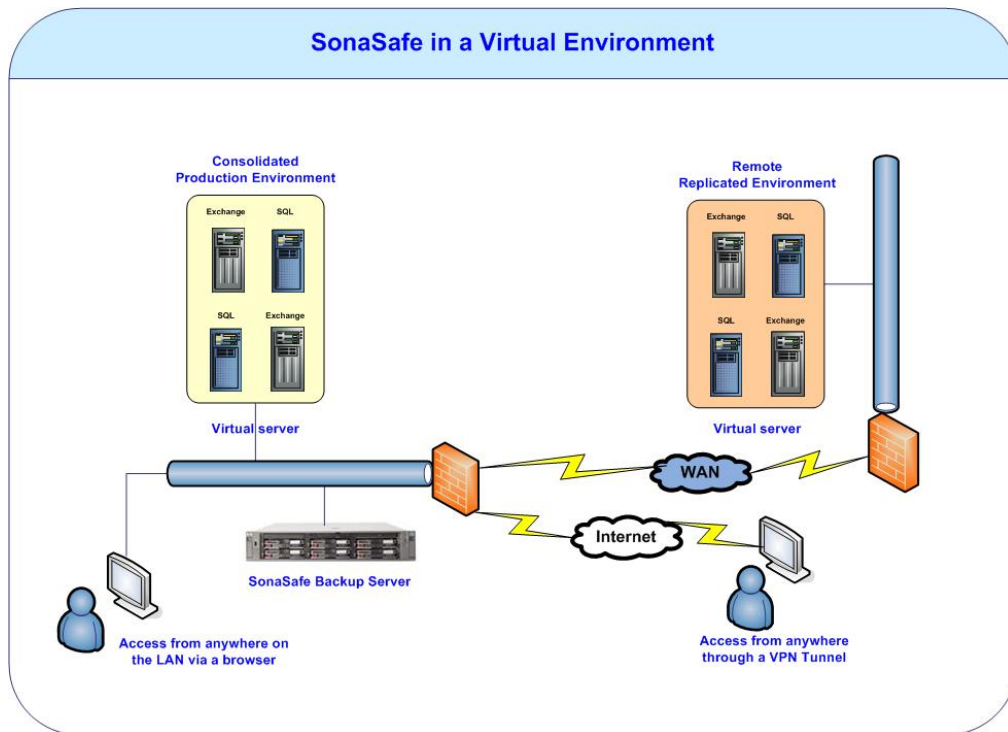 SonaSafe in a Virtual Environment
Consolidated
Production Environment
Exchange SQL
SQL Exchange
Virtual server
Remote
Replicated Environment
Exchange SQL
SQL Exchange
Virtual server
WAN
Internet
SonaSafe Backup Server
Access from anywhere on
the LAN via a browser
Access from anywhere
through a VPN Tunnel